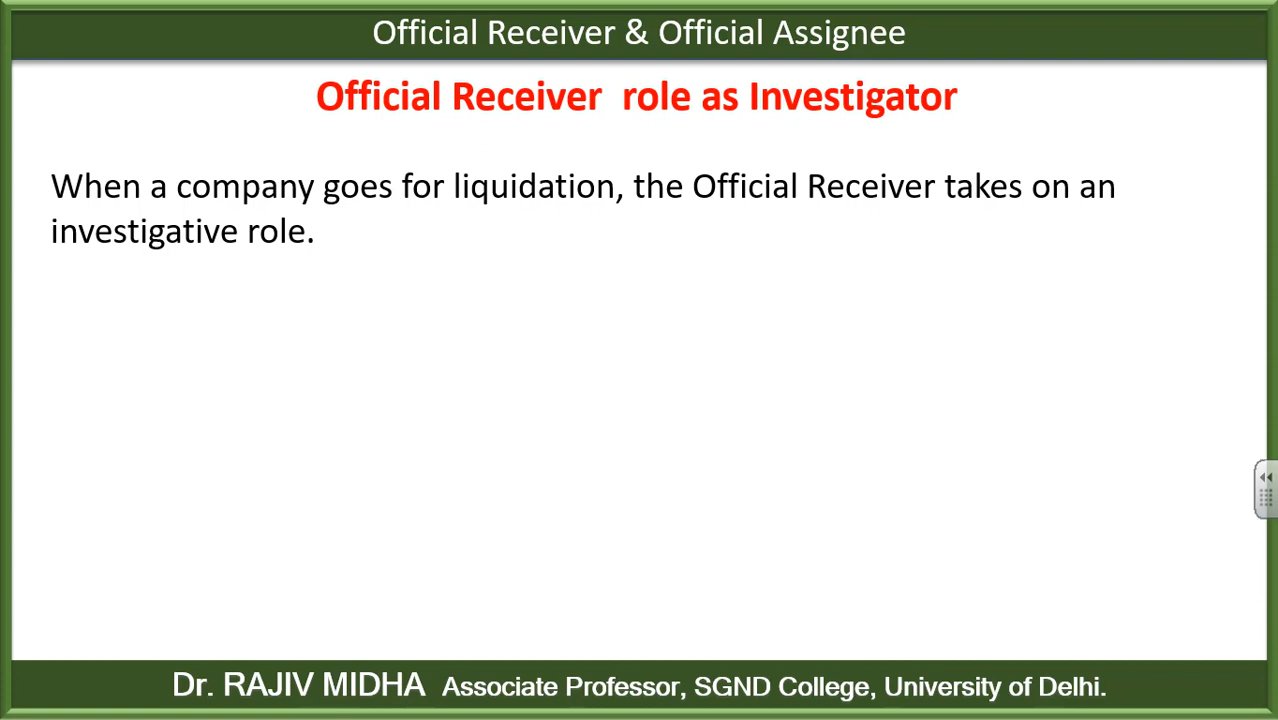 Official Receiver & Official Assignee
Official Receiver role as Investigator
When a company goes for liquidation, the Official Receiver takes on an
investigative role.
Dr. RAJIV MIDHA Associate Professor, SGND College, University of Delhi.